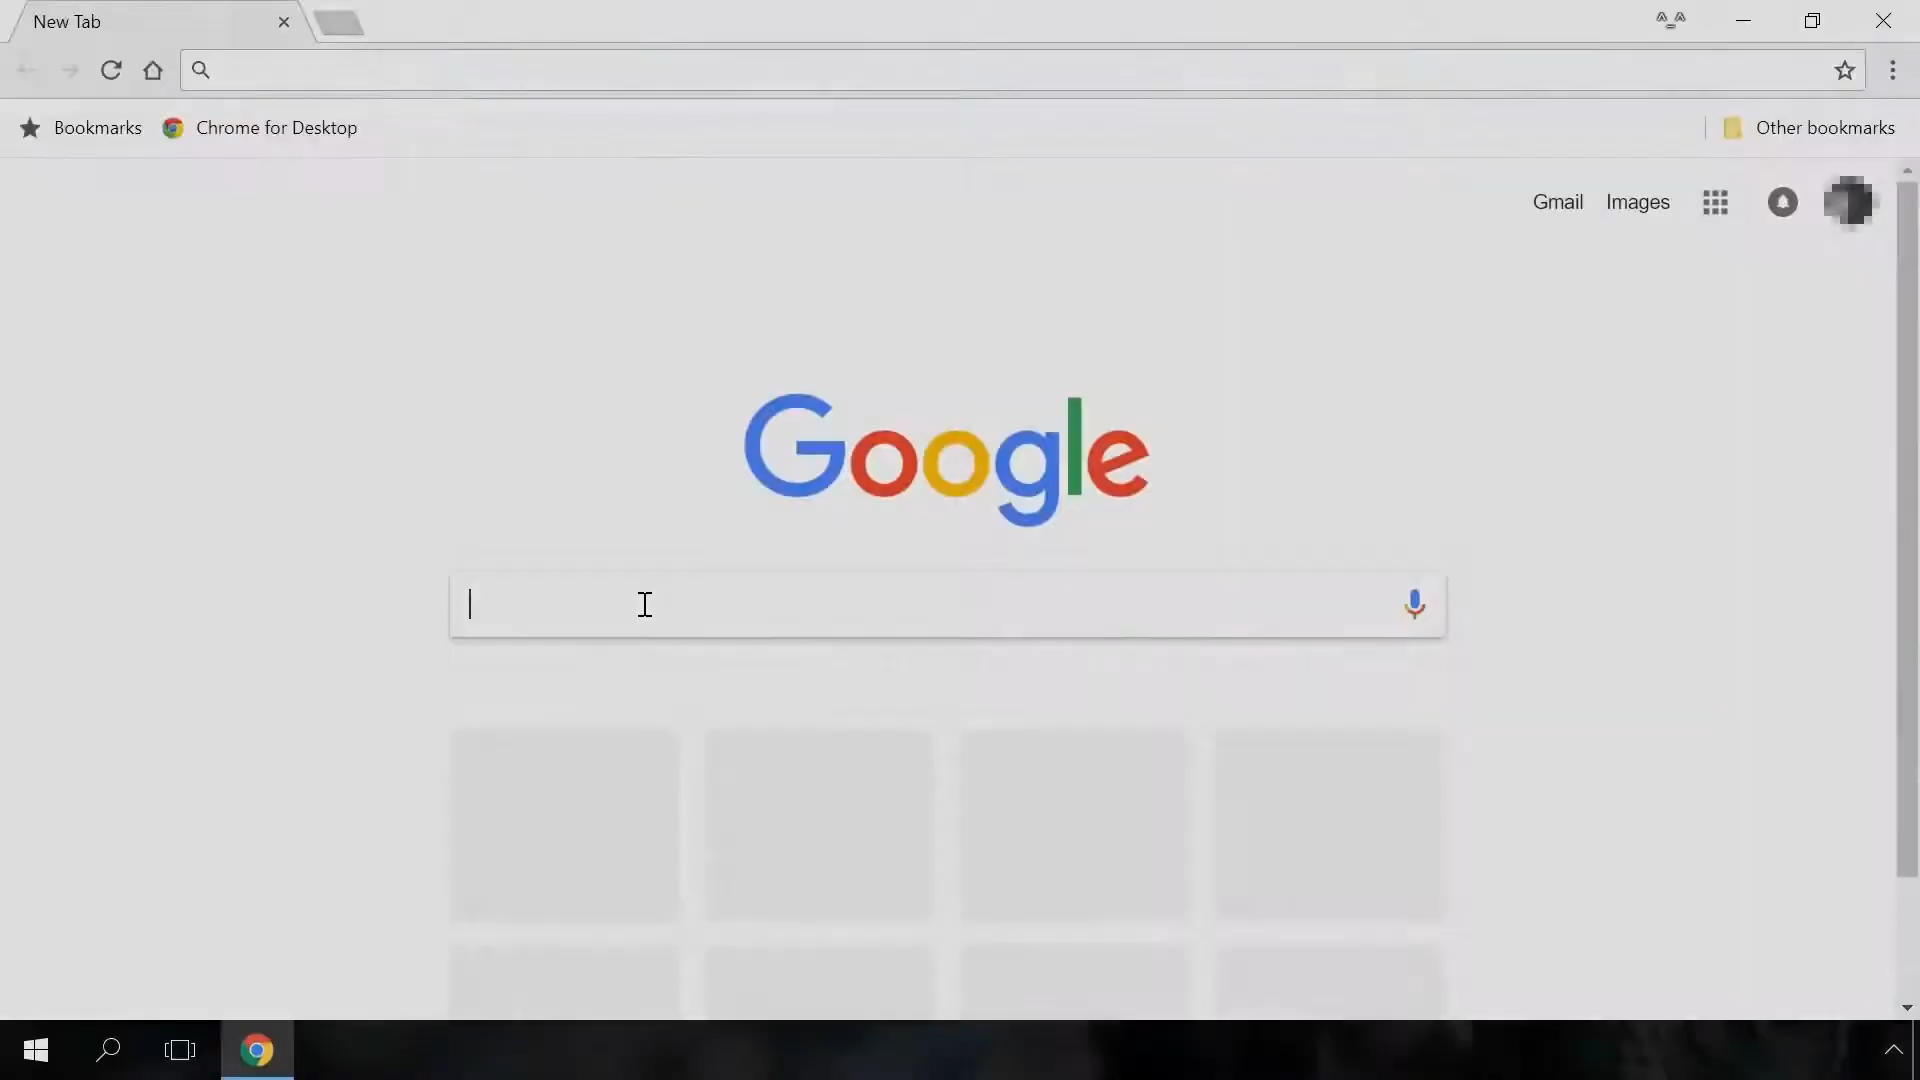 New Tab
Bookmarks
Chrome for Desktop
Other bookmarks
Gmail
Images
Google